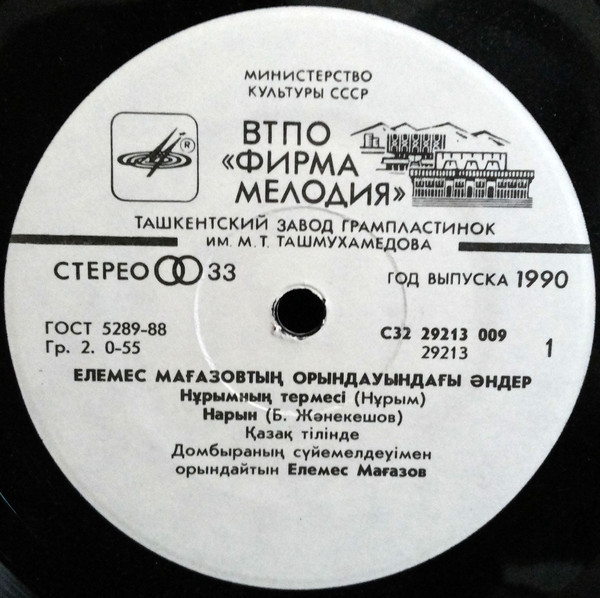 МИНИСТЕРСТВО
КУЛЬТУРЫ СССР
ВТПО
«ФИРМА
МЕЛОДИЯ»
®
ТАШКЕНТСКИЙ ЗАВОД ГРАМПЛАСТИНОК
ИМ. М. Т. ТАШМУХАМЕДОВА
СТЕРЕО 33
ГОД ВЫПУСКА 1990
ГОСТ 5289-88
Гр. 2. 0-55
С32 29213 009
29213
1
ЕЛЕМЕС МАҒАЗОВТЫҢ ОРЫНДАУЫНДАҒЫ ӘНДЕР
Нұрымның термесі (Нұрым)
Нарын (Б. Жәнекешов)
Қазақ тілінде
Домбыраның сүйемелдеуімен
орындайтын Елемес Мағазов